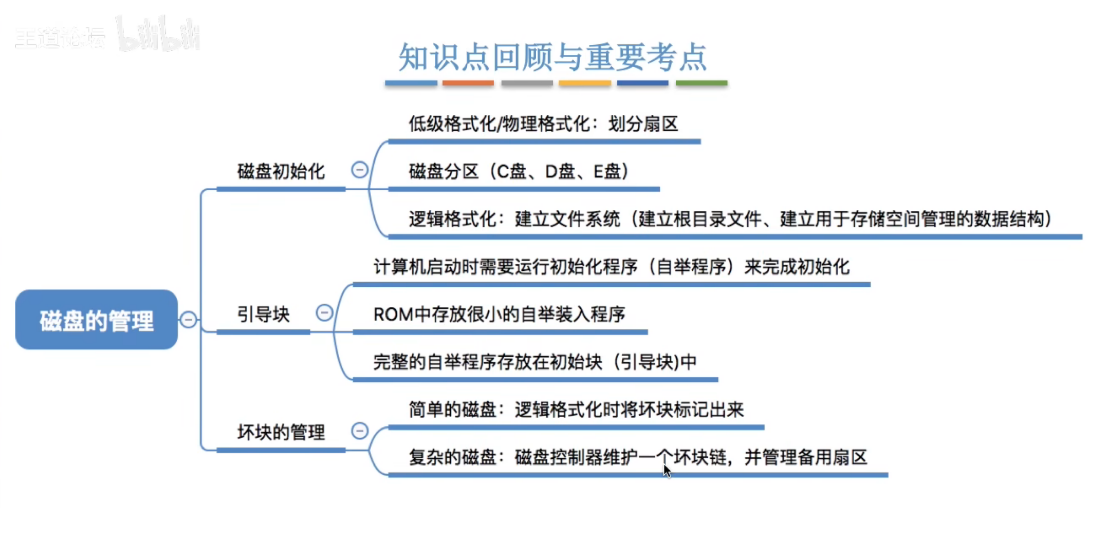 王道论坛 bilibili
知识点回顾与重要考点
低级格式化/物理格式化：划分扇区
磁盘初始化
磁盘分区（C盘、D盘、E盘）
逻辑格式化：建立文件系统（建立根目录文件、建立用于存储空间管理的数据结构）
计算机启动时需要运行初始化程序（自举程序）来完成初始化
引导块
ROM中存放很小的自举装入程序
磁盘的管理
完整的自举程序存放在初始块（引导块)中
简单的磁盘：逻辑格式化时将坏块标记出来
坏块的管理
复杂的磁盘：磁盘控制器维护一个坏块链，并管理备用扇区